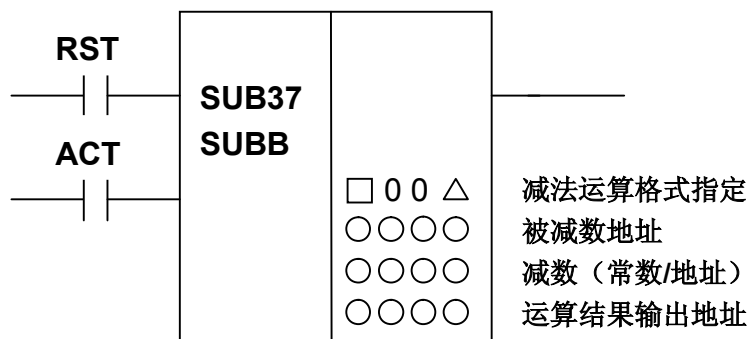 RST
SUB37
SUBB
ACT
□ 0 0 △ 减法运算格式指定
○○○○ 被减数地址
○○○○ 减数（常数/地址）
○○○○ 运算结果输出地址